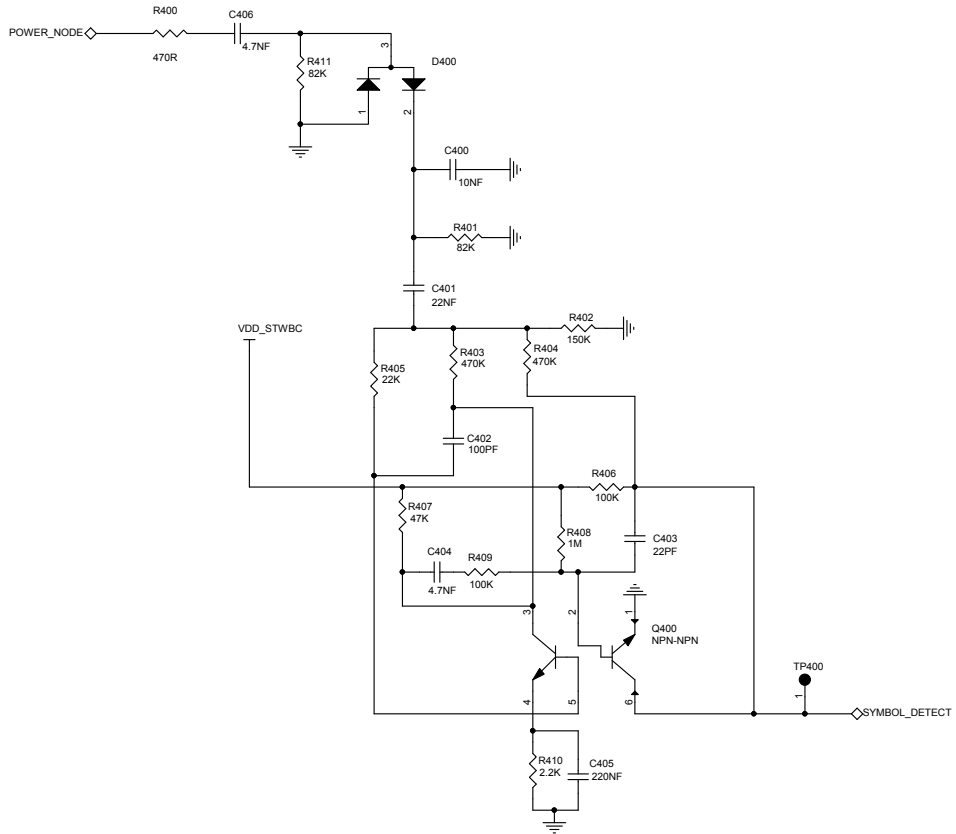 R400
C406
POWER_NODE
4.7NF
470R
3
R411
82K
D400
1
2
C400
10NF
R401
82K
C401
22NF
R402
150K
VDD_STWBC
R403
470K
R404
470K
R405
22K
C402
100PF
R406
100K
R407
47K
R408
1M
C403
22PF
C404
4.7NF
R409
100K
3
2
1
Q400
NPN-NPN
4
5
6
TP400
1
SYMBOL_DETECT
R410
2.2K
C405
220NF